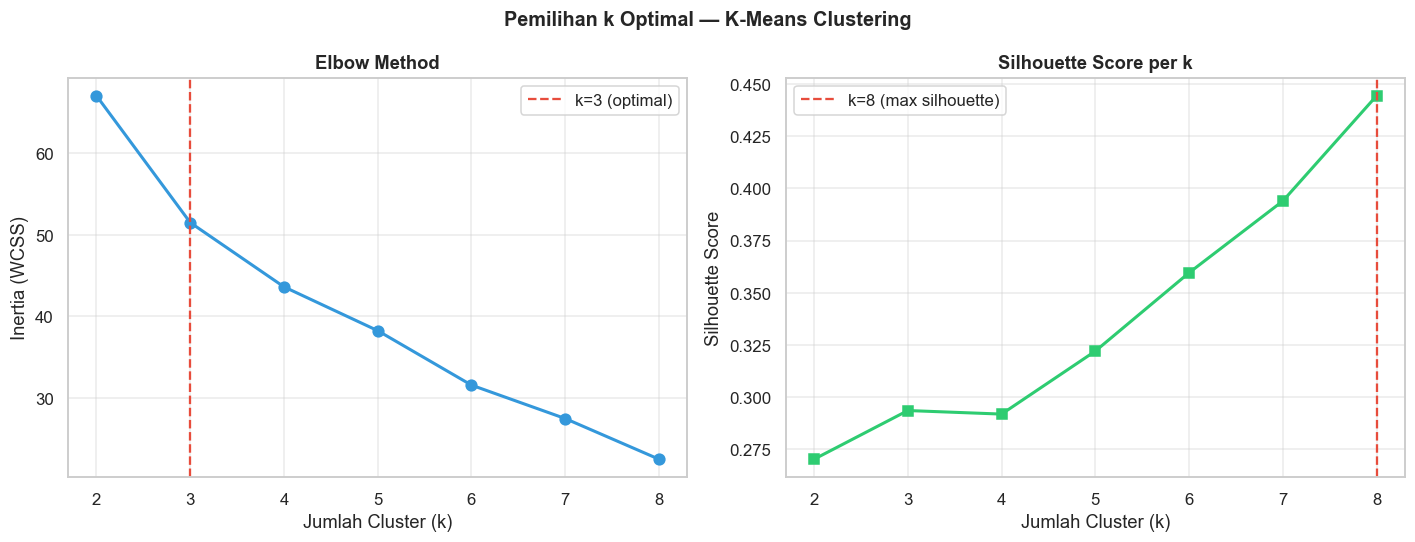 Pemilihan k Optimal — K-Means Clustering
Elbow Method
k=3 (optimal)
Inertia (WCSS)
60
50
40
30
2 3 4 5 6 7 8
Jumlah Cluster (k)
Silhouette Score per k
k=8 (max silhouette)
Silhouette Score
0.450
0.425
0.400
0.375
0.350
0.325
0.300
0.275
2 3 4 5 6 7 8
Jumlah Cluster (k)